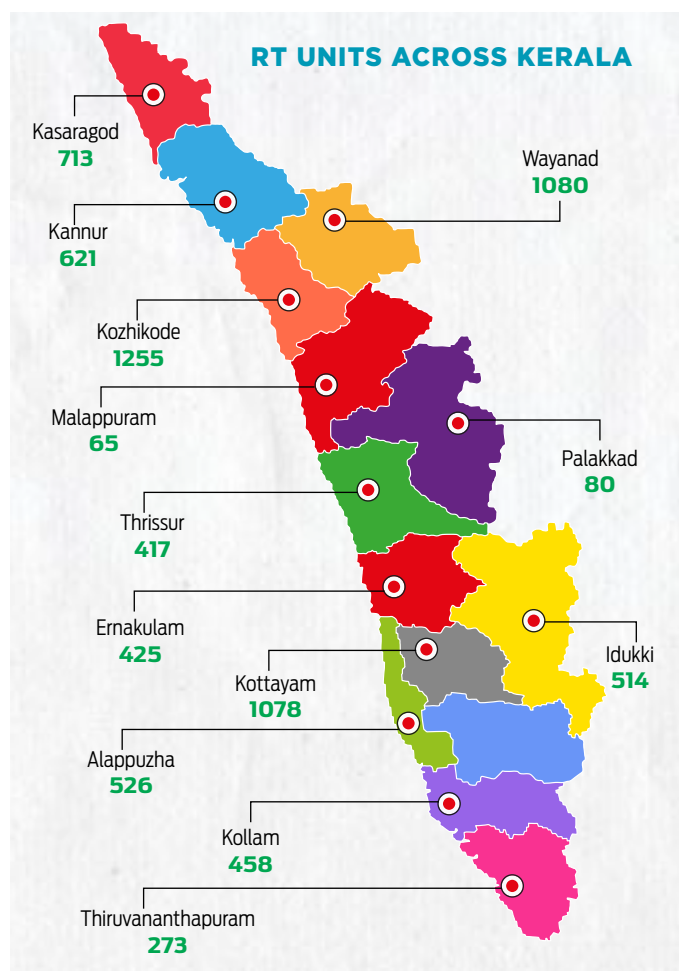 RT UNITS ACROSS KERALA
Kasaragod
713
Wayanad
1080
Kannur
621
Kozhikode
1255
Malappuram
65
Palakkad
80
Thrissur
417
Ernakulam
425
Idukki
514
Kottayam
1078
Alappuzha
526
Kollam
458
Thiruvananthapuram
273